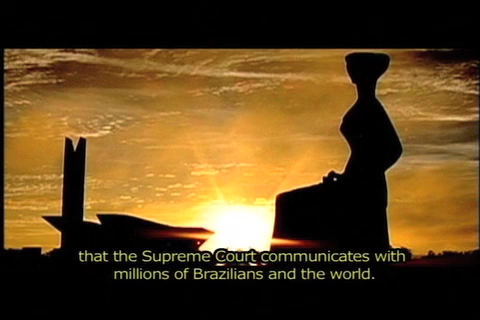 that the Supreme Court communicates with
millions of Brazilians and the world.